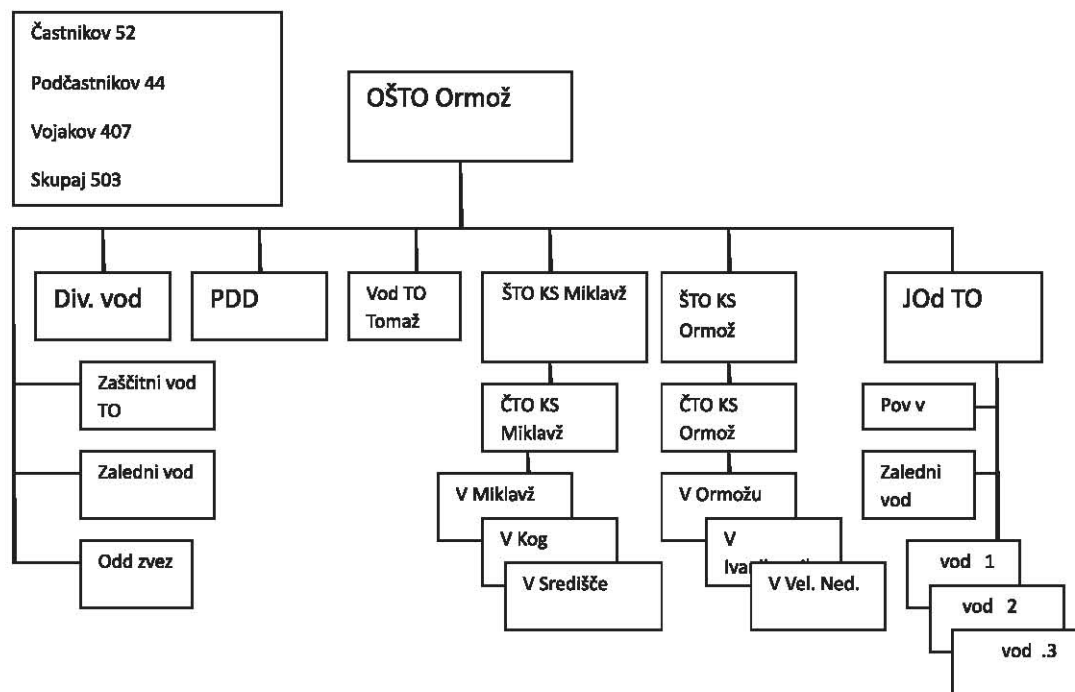 Častnikov 52
Podčastnikov 44
Vojakov 407
Skupaj 503
OŠTO Ormož
Div. vod
PDD
Vod TO
Tomaž
ŠTO KS Miklavž
ŠTO KS
Ormož
JOd TO
Zaščitni vod
TO
Zaledni vod
Odd zvez
ČTO KS
Miklavž
V Miklavž
V Kog
V Središče
ČTO KS
Ormož
V Ormožu
V
V Vel. Ned.
Pov v
Zaledni
vod
vod 1
vod 2
vod .3